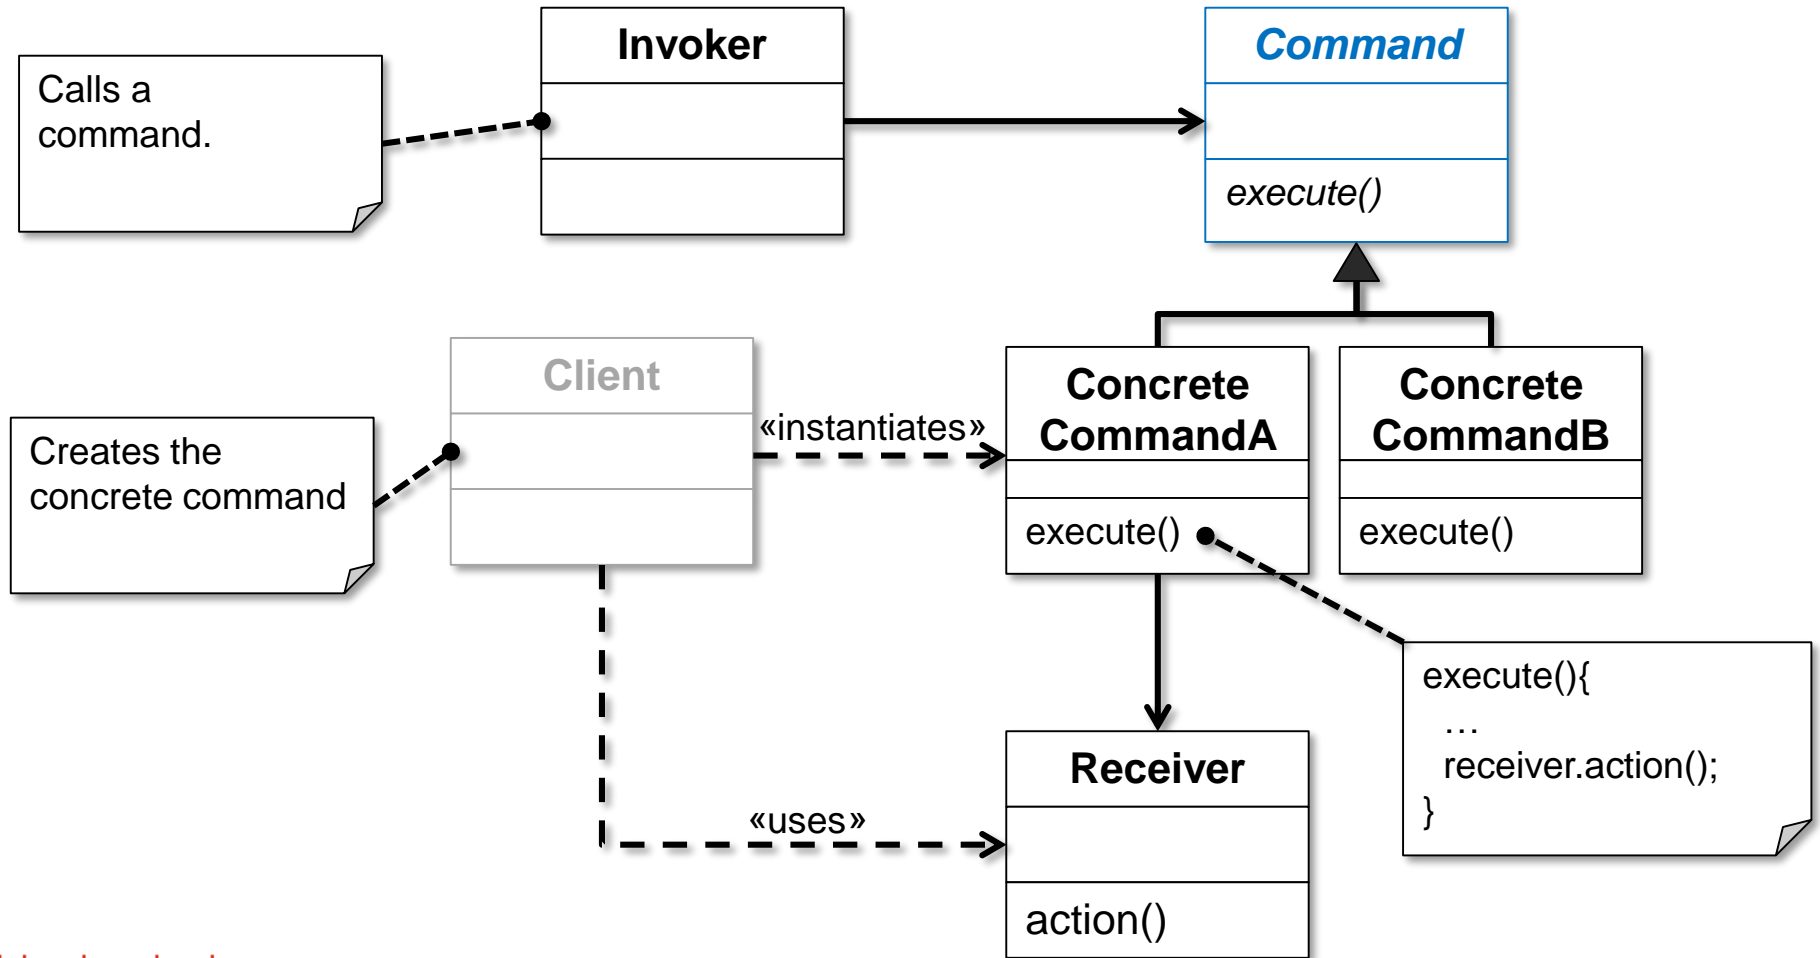 Invoker
Command
Calls a
command.
execute()
Client
Concrete
CommandA
Concrete
CommandB
«instantiates»
Creates the
concrete command
execute()
execute()
execute(){
…
receiver.action();
}
Receiver
«uses»
action()